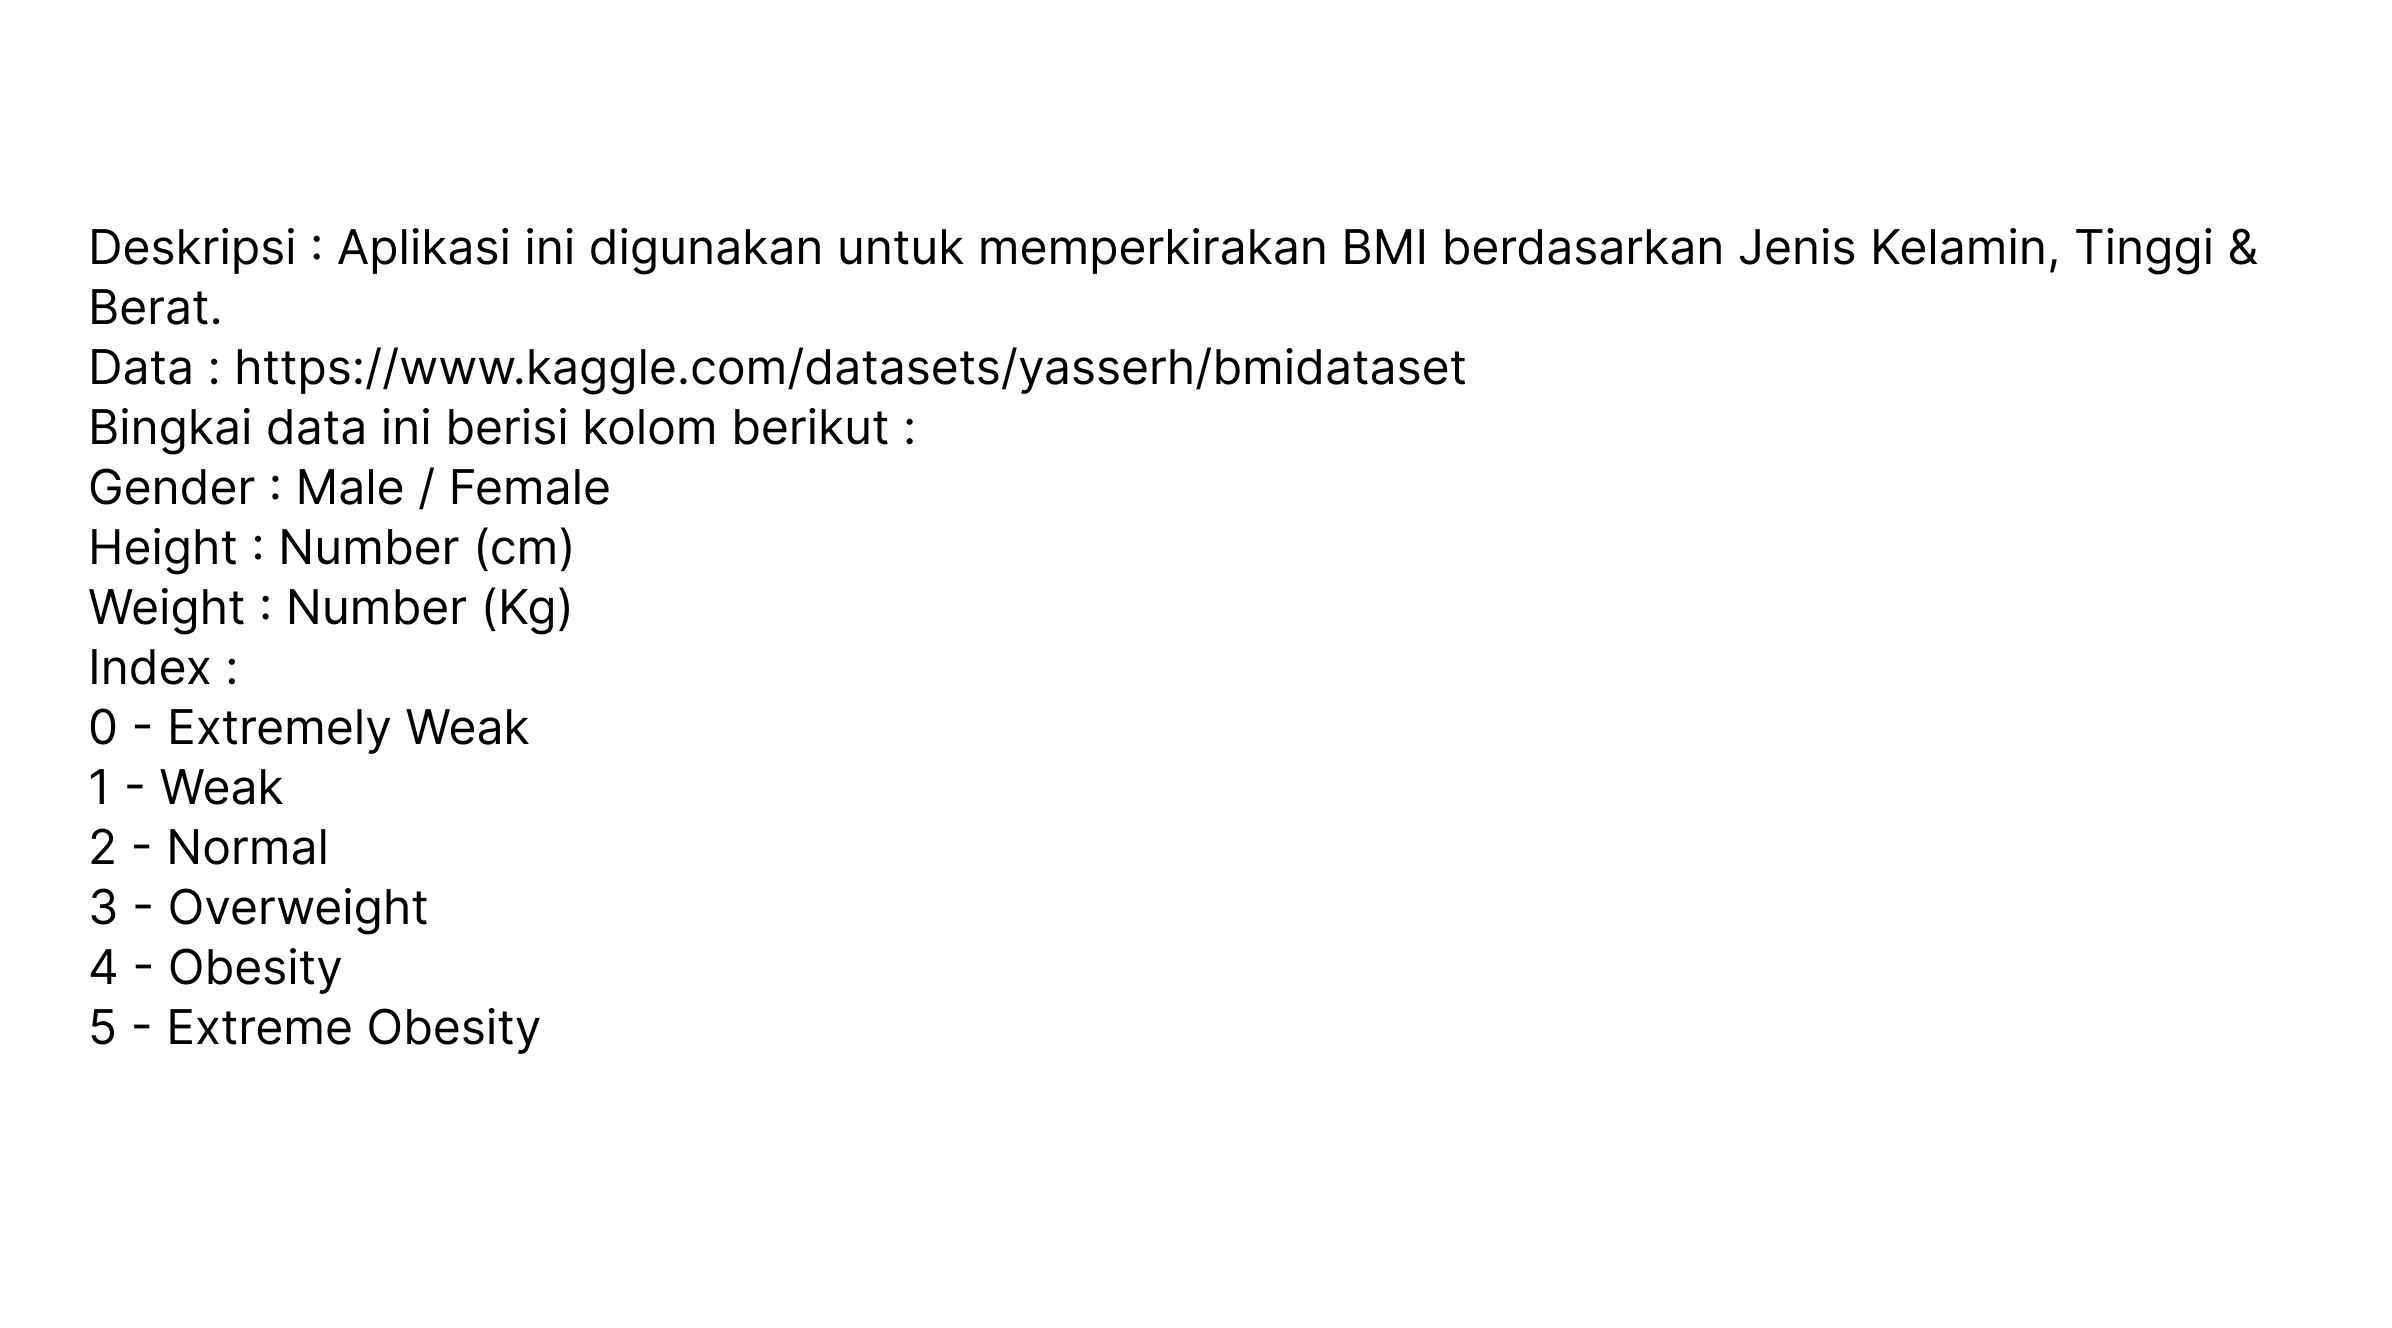 Deskripsi : Aplikasi ini digunakan untuk memperkirakan BMI berdasarkan Jenis Kelamin, Tinggi &
Berat.
Data : https://www.kaggle.com/datasets/yasserh/bmidataset
Bingkai data ini berisi kolom berikut :
Gender : Male / Female
Height : Number (cm)
Weight : Number (Kg)
Index :
0 - Extremely Weak
1 - Weak
2 - Normal
3 - Overweight
4 - Obesity
5 - Extreme Obesity